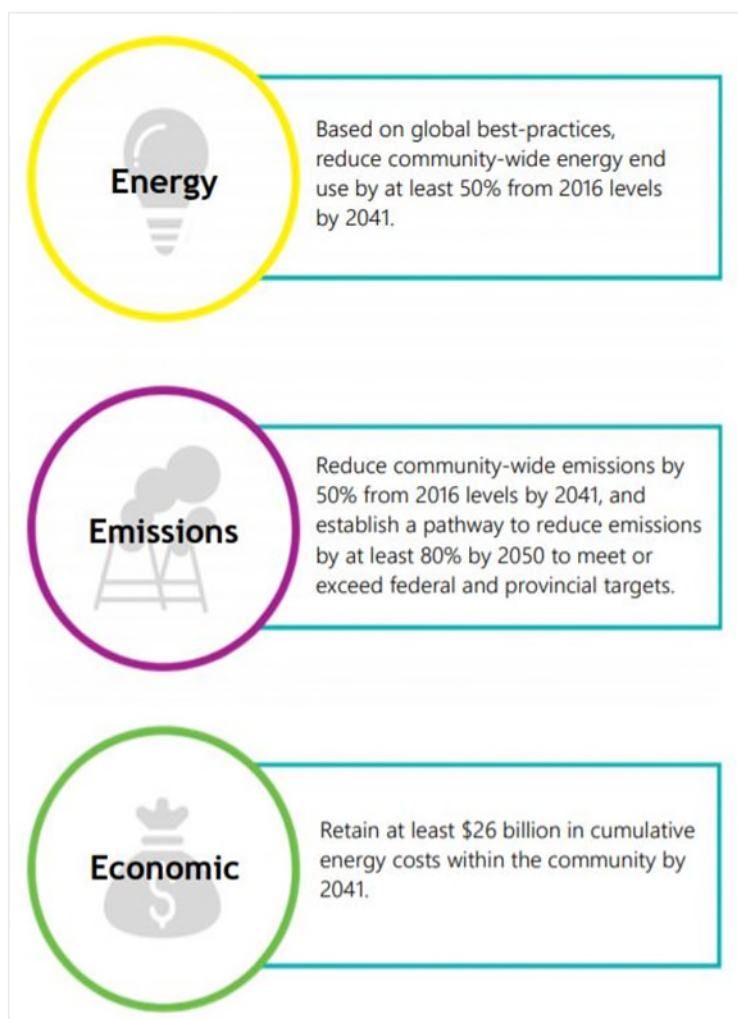 Energy
Based on global best-practices,
reduce community-wide energy end
use by at least 50% from 2016 levels
by 2041.
Emissions
Reduce community-wide emissions by
50% from 2016 levels by 2041, and
establish a pathway to reduce emissions
by at least 80% by 2050 to meet or
exceed federal and provincial targets.
Economic
$
Retain at least $26 billion in cumulative
energy costs within the community by
2041.